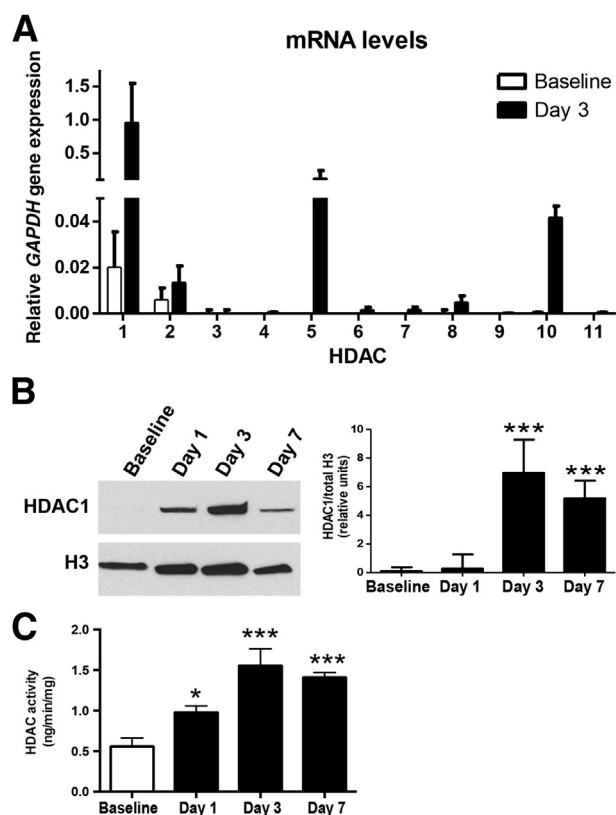 A
mRNA levels
Relative GAPDH gene expression
1.5
1.0
0.5
0.04
0.02
0.00
Baseline
Day 3
1 2 3 4 5 6 7 8 9 10 11
HDAC
B
Baseline Day 1 Day 3 Day 7
HDAC1
H3
HDAC1/total H3
(relative units)
10
8
6
4
2
0
***
***
Baseline Day 1 Day 3 Day 7
C
HDAC activity
(ng/min/mg)
2.0
1.5
1.0
0.5
0.0
*
***
***
Baseline Day 1 Day 3 Day 7